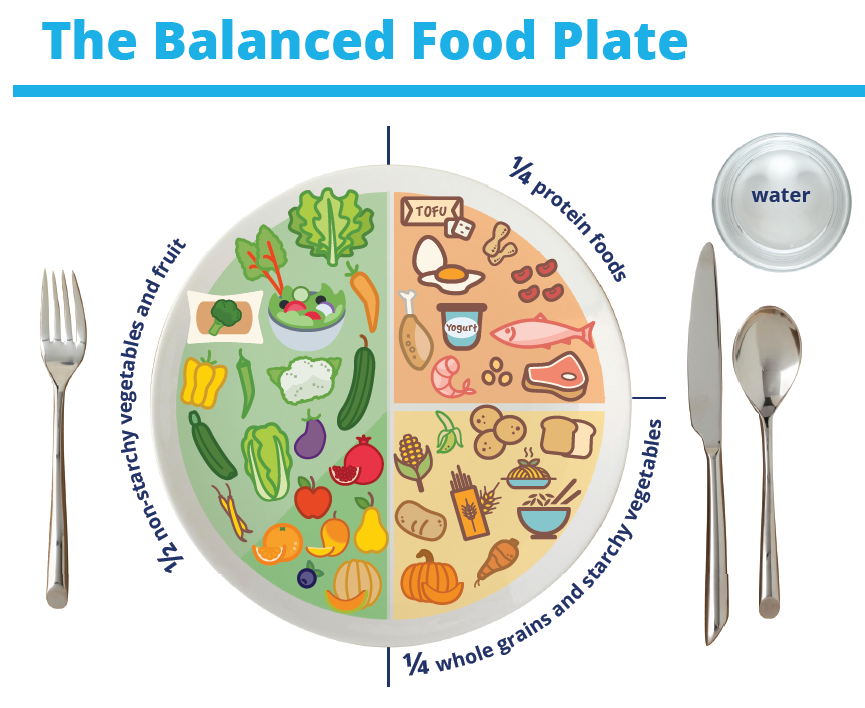 The Balanced Food Plate
½ non-starchy vegetables and fruit
¼ protein foods
water
TOFU
Yogurt
¼ whole grains and starchy vegetables